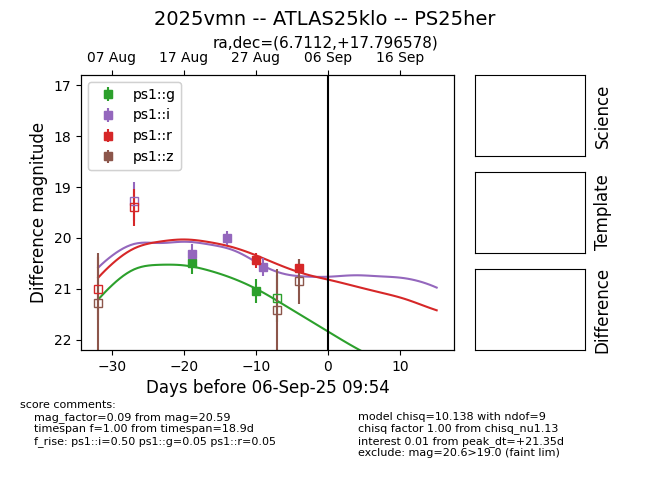 2025vmn -- ATLAS25klo -- PS25her
ra,dec=(6.7112,+17.796578)
07 Aug 17 Aug 27 Aug 06 Sep 16 Sep
ps1::g
ps1::i
ps1::r
ps1::z
17
18
19
20
21
22
Difference magnitude
−30 −20 −10 0 10
Days before 06-Sep-25 09:54
Science
Template
Difference
score comments:
mag_factor=0.09 from mag=20.59
timespan f=1.00 from timespan=18.9d
f_rise: ps1::i=0.50 ps1::g=0.05 ps1::r=0.05
model chisq=10.138 with ndof=9
chisq factor 1.00 from chisq_nu1.13
interest 0.01 from peak_dt=+21.35d
exclude: mag=20.6>19.0 (faint lim)